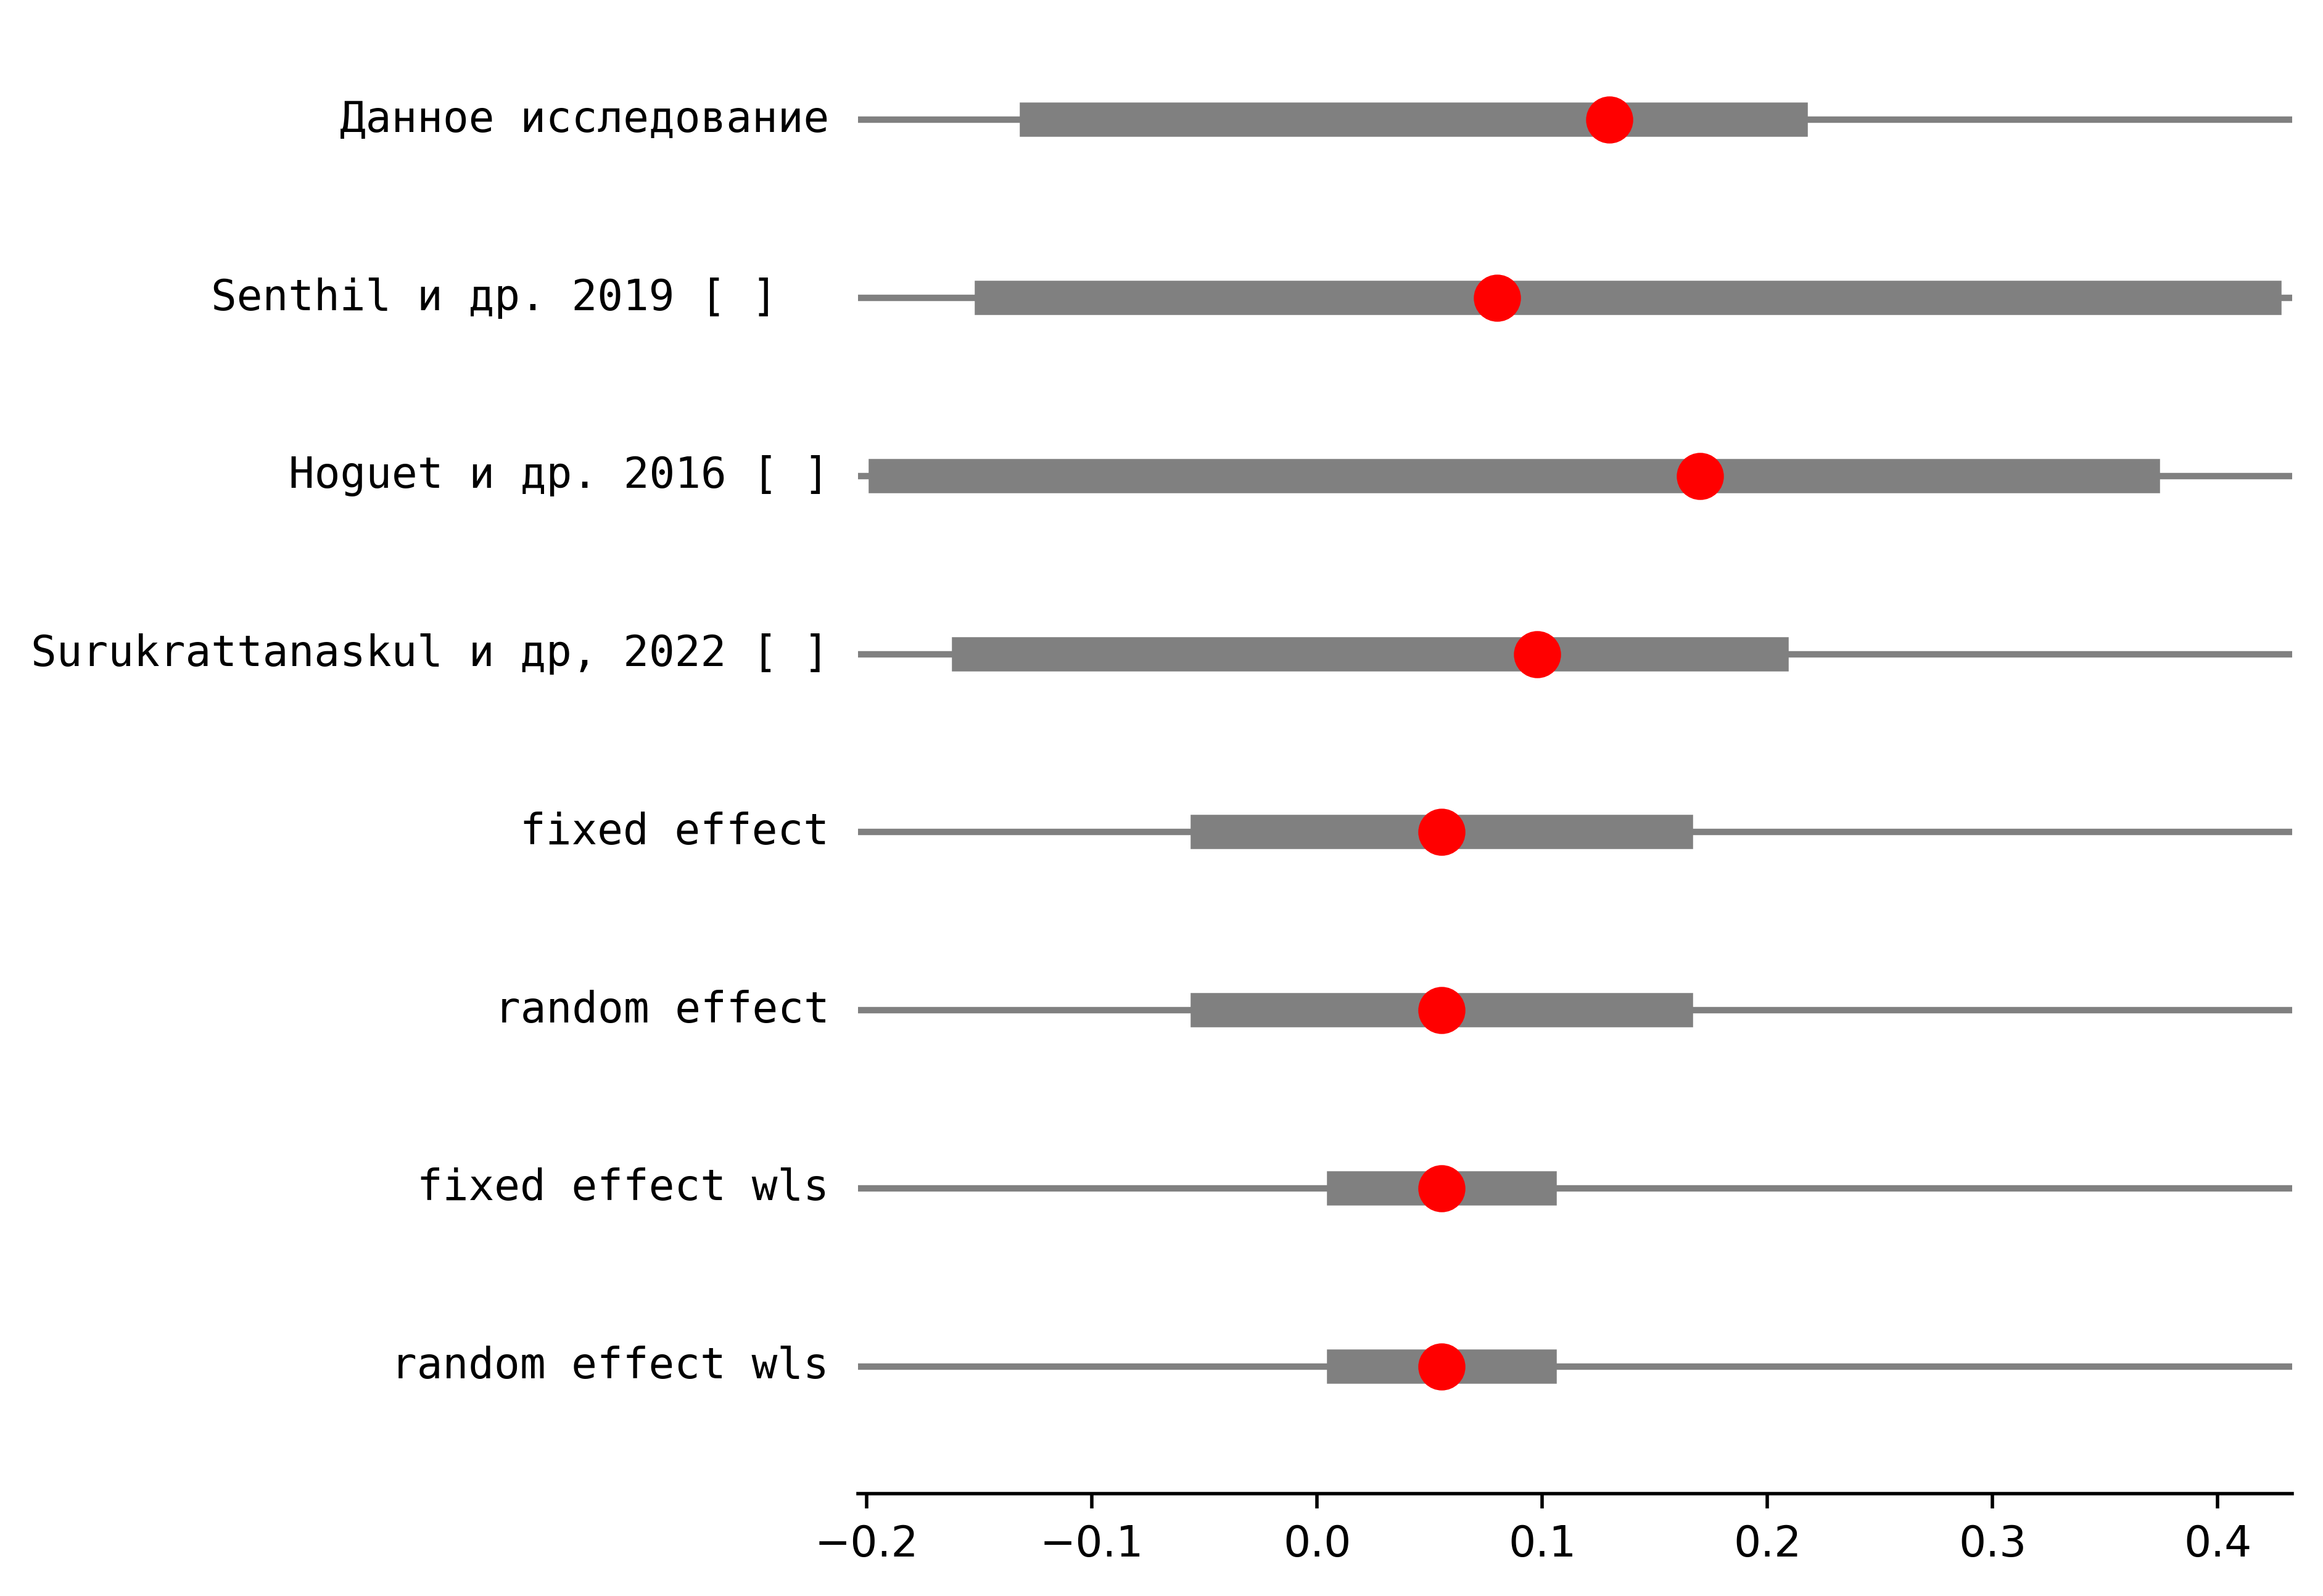 Данное исследование
Senthil и др. 2019 [ ]
Hoguet и др. 2016 [ ]
Surukrattanaskul и др, 2022 [ ]
fixed effect
random effect
fixed effect wls
random effect wls
−0.2 −0.1 0.0 0.1 0.2 0.3 0.4